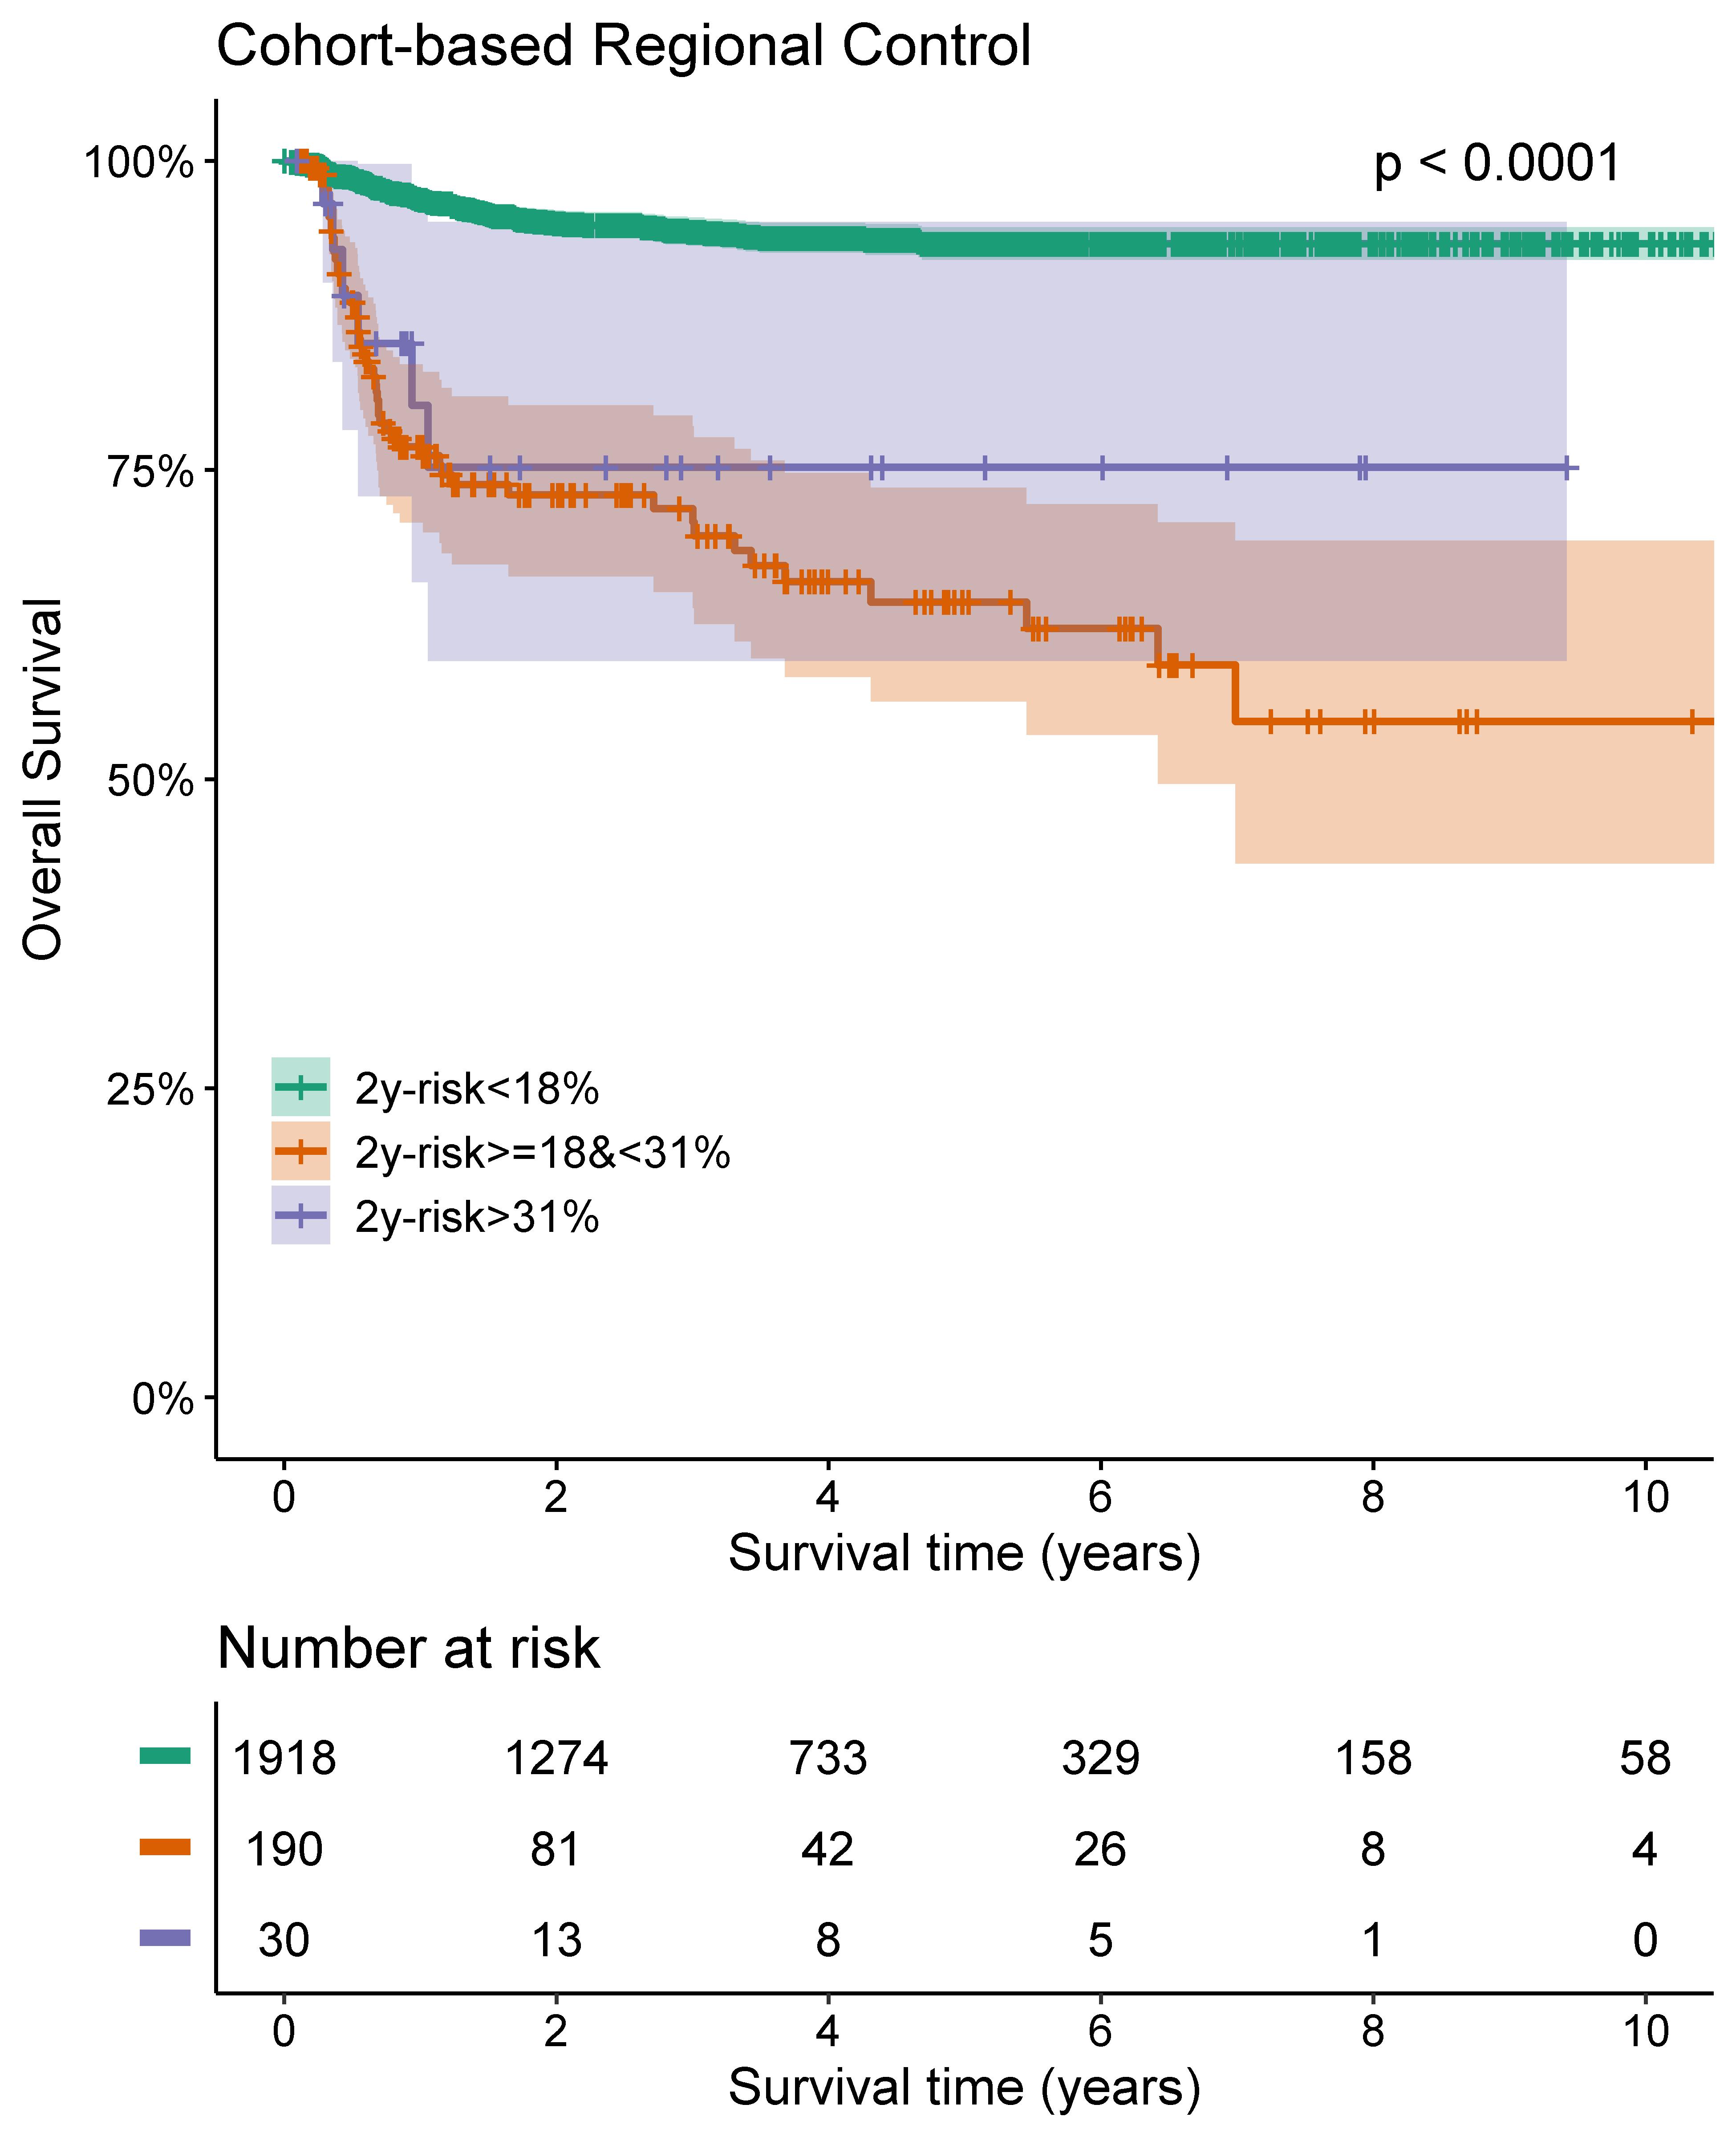 Cohort-based Regional Control
p < 0.0001
100%
75%
50%
25%
0%
Overall Survival
2y-risk<18%
2y-risk>=18&<31%
2y-risk>31%
0 2 4 6 8 10
Survival time (years)
Number at risk
1918 1274 733 329 158 58
190 81 42 26 8 4
30 13 8 5 1 0
0 2 4 6 8 10
Survival time (years)